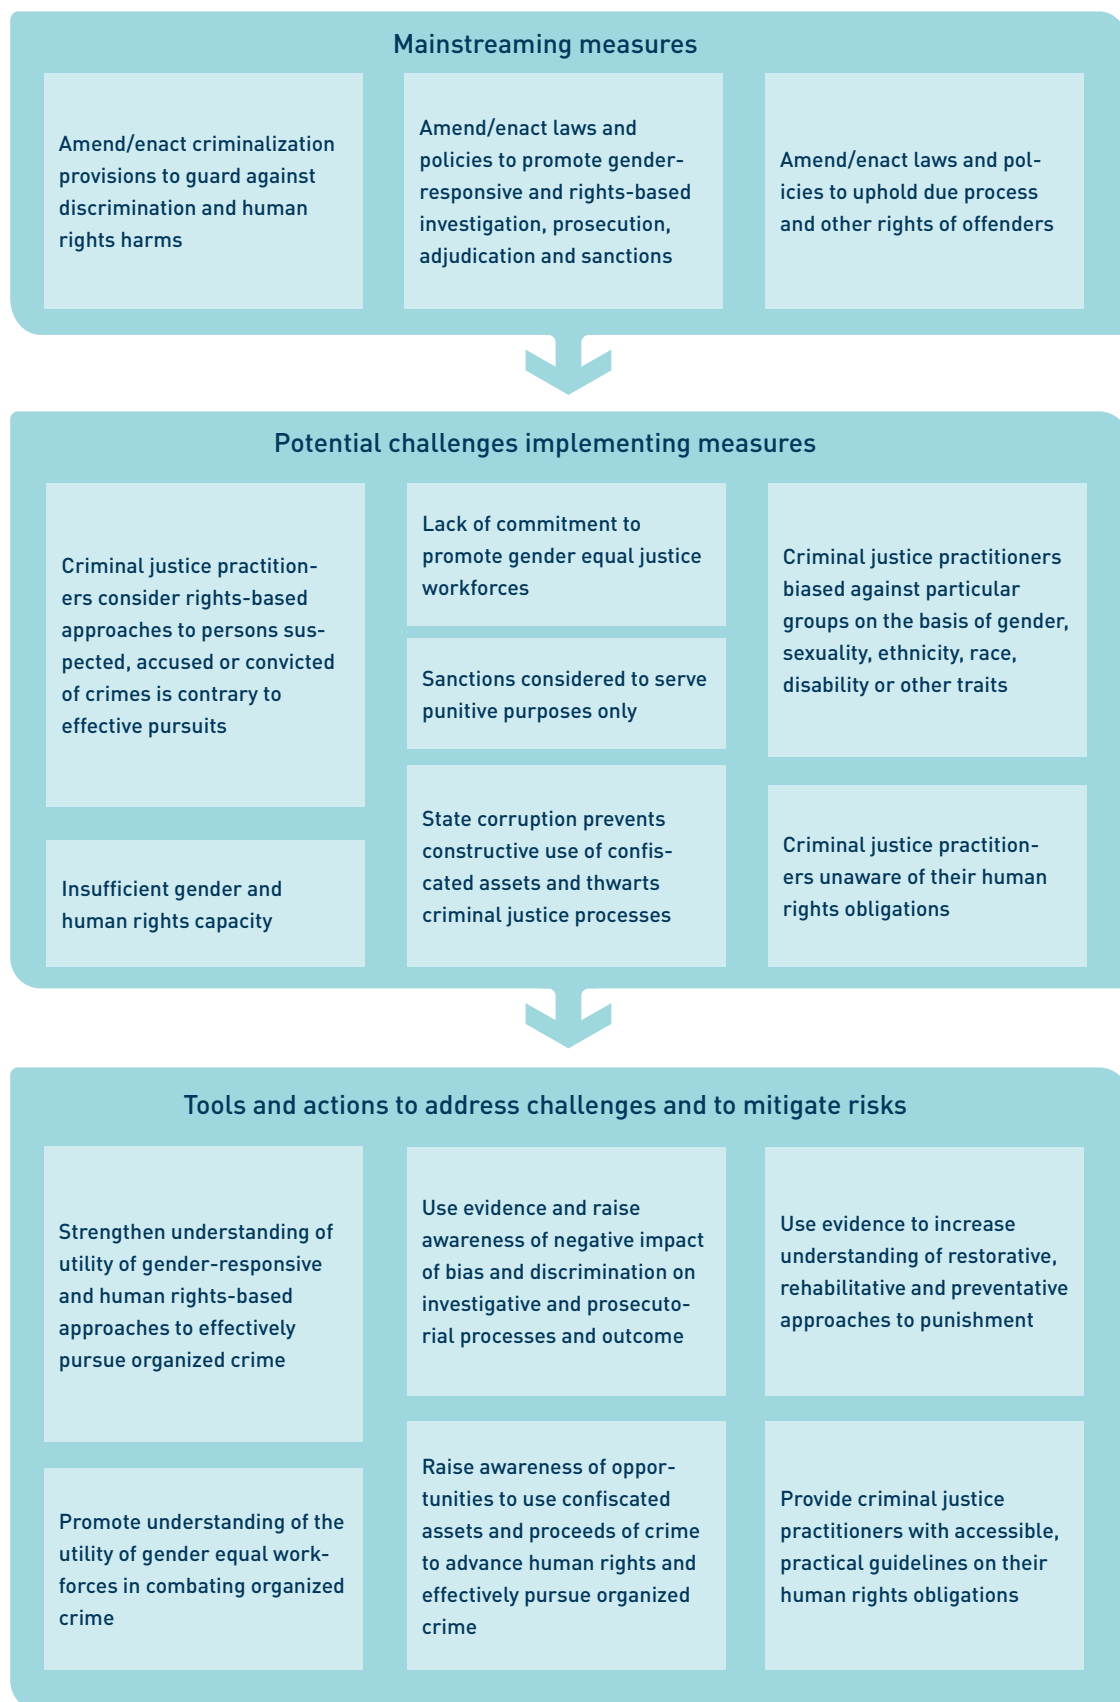 Mainstreaming measures
Amend/enact criminalization
provisions to guard against
discrimination and human
rights harms
Amend/enact laws and
policies to promote gender-
responsive and rights-based
investigation, prosecution,
adjudication and sanctions
Amend/enact laws and pol-
icies to uphold due process
and other rights of offenders
Potential challenges implementing measures
Criminal justice practition-
ers consider rights-based
approaches to persons sus-
pected, accused or convicted
of crimes is contrary to
effective pursuits
Insufficient gender and
human rights capacity
Lack of commitment to
promote gender equal justice
workforces
Sanctions considered to serve
punitive purposes only
State corruption prevents
constructive use of confis-
cated assets and thwarts
criminal justice processes
Criminal justice practitioners
biased against particular
groups on the basis of gender,
sexuality, ethnicity, race,
disability or other traits
Criminal justice practition-
ers unaware of their human
rights obligations
Tools and actions to address challenges and to mitigate risks
Strengthen understanding of
utility of gender-responsive
and human rights-based
approaches to effectively
pursue organized crime
Promote understanding of the
utility of gender equal work-
forces in combating organized
crime
Use evidence and raise
awareness of negative impact
of bias and discrimination on
investigative and prosecuto-
rial processes and outcome
Raise awareness of oppor-
tunities to use confiscated
assets and proceeds of crime
to advance human rights and
effectively pursue organized
crime
Use evidence to increase
understanding of restorative,
rehabilitative and preventative
approaches to punishment
Provide criminal justice
practitioners with accessible,
practical guidelines on their
human rights obligations